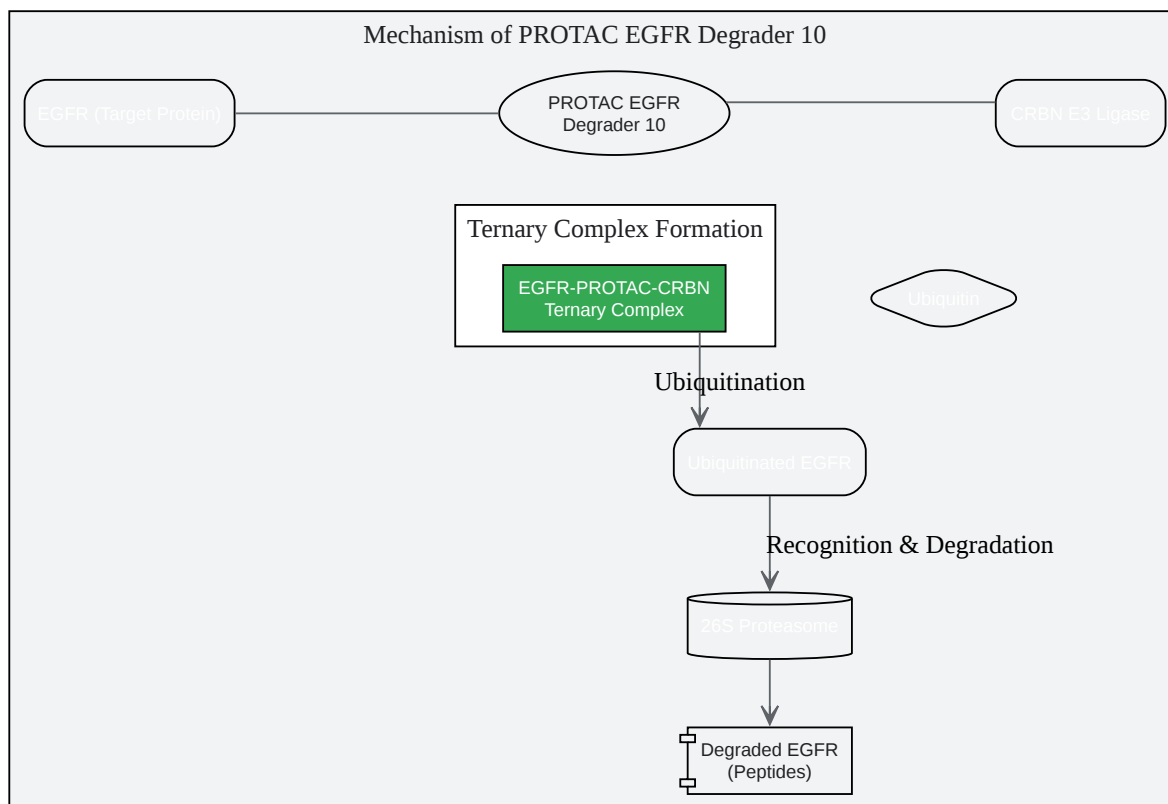 Mechanism of PROTAC EGFR Degrader 10
EGFR (Target Protein)
PROTAC EGFR
Degrader 10
CRBN E3 Ligase
Ternary Complex Formation
EGFR-PROTAC-CRBN
Ternary Complex
Ubiquitin
Ubiquitination
Ubiquitinated EGFR
Recognition & Degradation
26S Proteasome
Degraded EGFR
(Peptides)